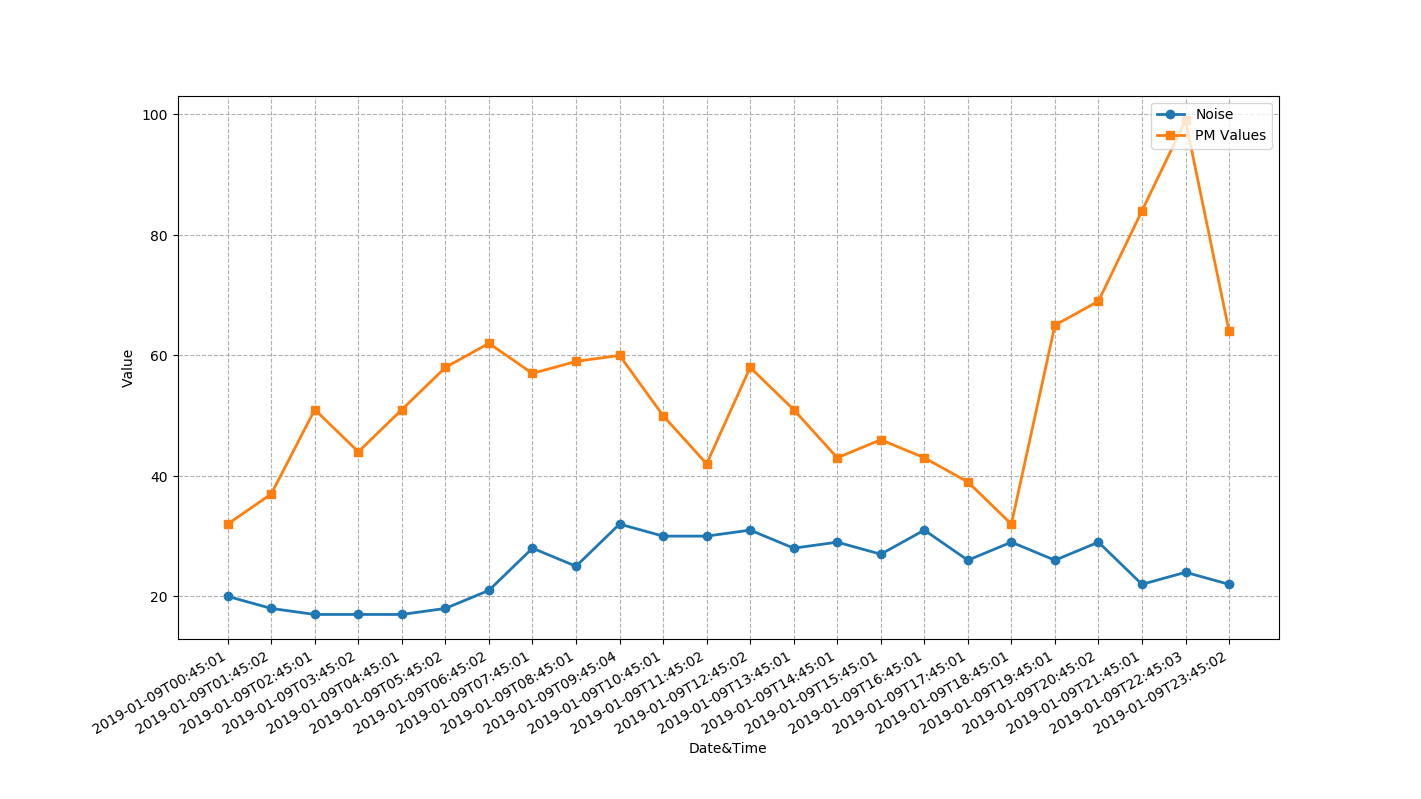 Noise
PM Values
100
80
60
40
20
Value
2019-01-09T00:45:01
2019-01-09T01:45:02
2019-01-09T02:45:01
2019-01-09T03:45:02
2019-01-09T04:45:01
2019-01-09T05:45:02
2019-01-09T06:45:02
2019-01-09T07:45:01
2019-01-09T08:45:01
2019-01-09T09:45:04
2019-01-09T10:45:01
2019-01-09T11:45:02
2019-01-09T12:45:02
2019-01-09T13:45:01
2019-01-09T14:45:01
2019-01-09T15:45:01
2019-01-09T16:45:01
2019-01-09T17:45:01
2019-01-09T18:45:01
2019-01-09T19:45:01
2019-01-09T20:45:02
2019-01-09T21:45:01
2019-01-09T22:45:03
2019-01-09T23:45:02
Date&Time